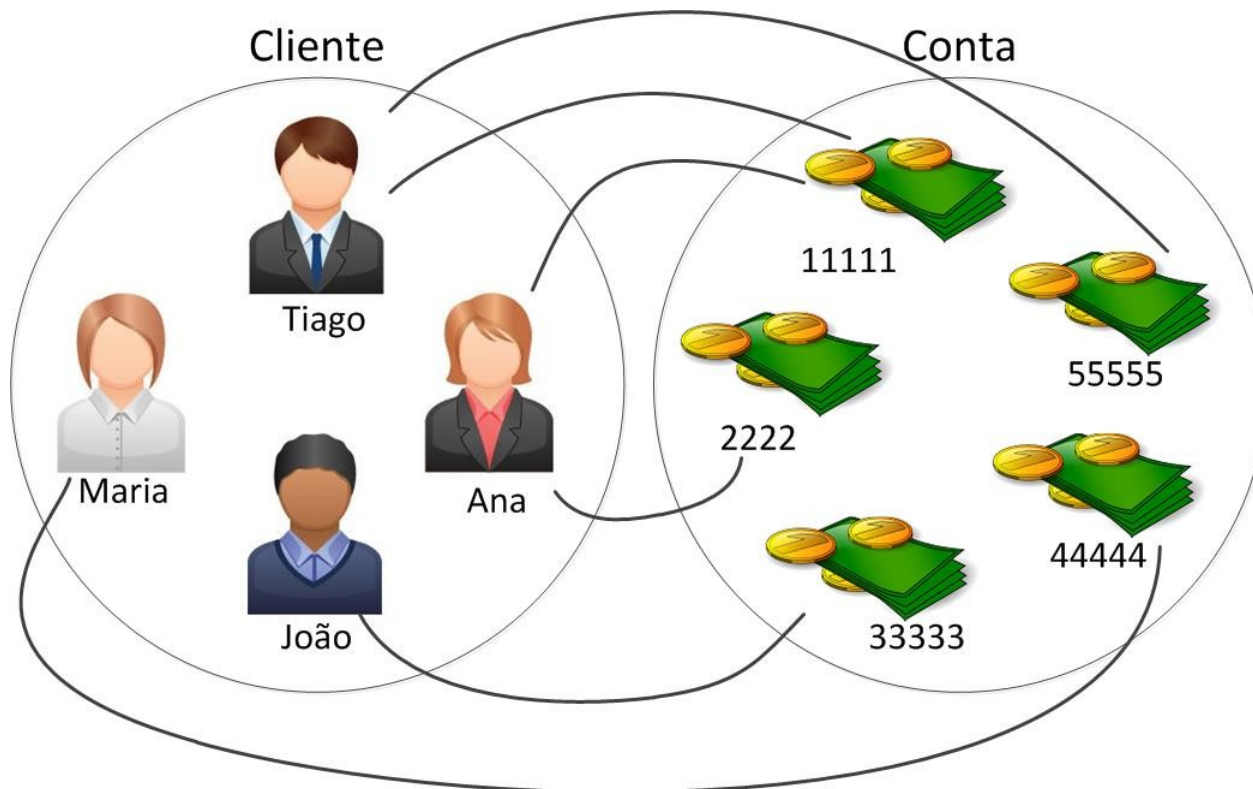 Cliente
Conta
Tiago
Maria
Ana
João
11111
55555
2222
44444
33333